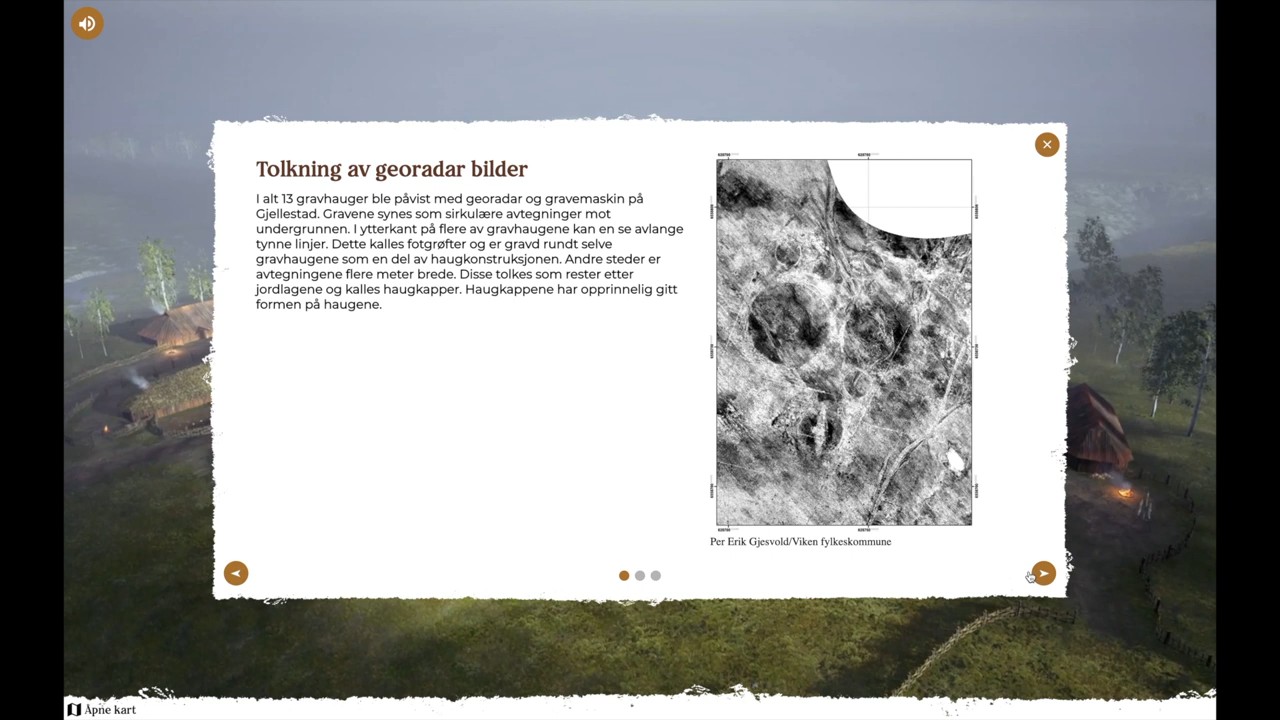 Tolkning av georadar bilder
I alt 13 gravhauger ble påvist med georadar og gravemaskin på
Gjellestad. Gravene synes som sirkulære avtegninger mot
undergrunnen. I ytterkant på flere av gravhaugene kan en se avlange
tynne linjer. Dette kalles fotgrøfter og er gravd rundt selve
gravhaugene som en del av haugkonstruksjonen. Andre steder er
avtegningene flere meter brede. Disse tolkes som rester etter
jordlagene og kalles haugkapper. Haugkappene har opprinnelig gitt
formen på haugene.
Per Erik Gjesvold/Viken fylkeskommune
Åpne kart